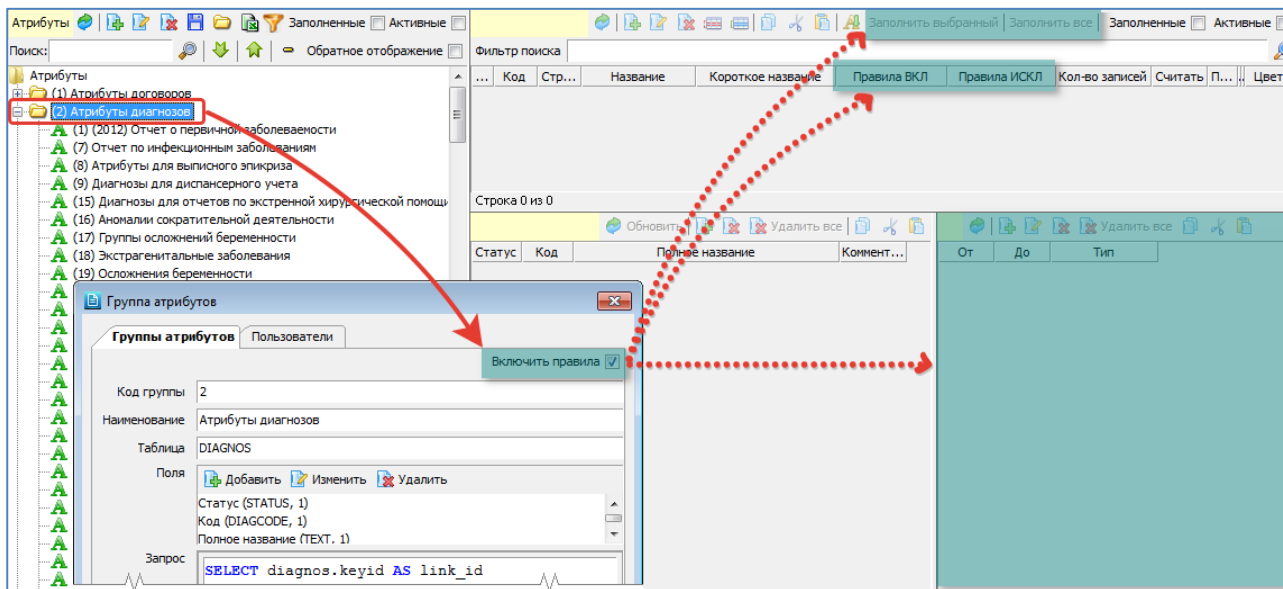 Атрибуты Заполненные Активные
Поиск: Обратное отображение
Атрибуты
(1) Атрибуты договоров
(2) Атрибуты диагнозов
(1) (2012) Отчет о первичной заболеваемости
(7) Отчет по инфекционным заболеваниям
(8) Атрибуты для выписного эпикриза
(9) Диагнозы для диспансерного учета
(15) Диагнозы для отчетов по экстренной хирургической помощи
(16) Аномалии сократительной деятельности
(17) Группы осложнений беременности
(18) Экстрагенитальные заболевания
(19) Осложнения беременности
Заполнить выбранный Заполнить все Заполненные Активные
Фильтр поиска
... Код Стр... Название Короткое название Правила ВКЛ Правила ИСКЛ Кол-во записей Считать П... .. Цвет
Строка 0 из 0
Обновить Удалить все
Статус Код Полное название Коммент...
Удалить все
От До Тип
Группа атрибутов
Группы атрибутов Пользователи
Включить правила
Код группы 2
Наименование Атрибуты диагнозов
Таблица DIAGNOS
Поля Добавить Изменить Удалить
Статус (STATUS, 1)
Код (DIAGCODE, 1)
Полное название (TEXT, 1)
Запрос SELECT diagnos.keyid AS link_id